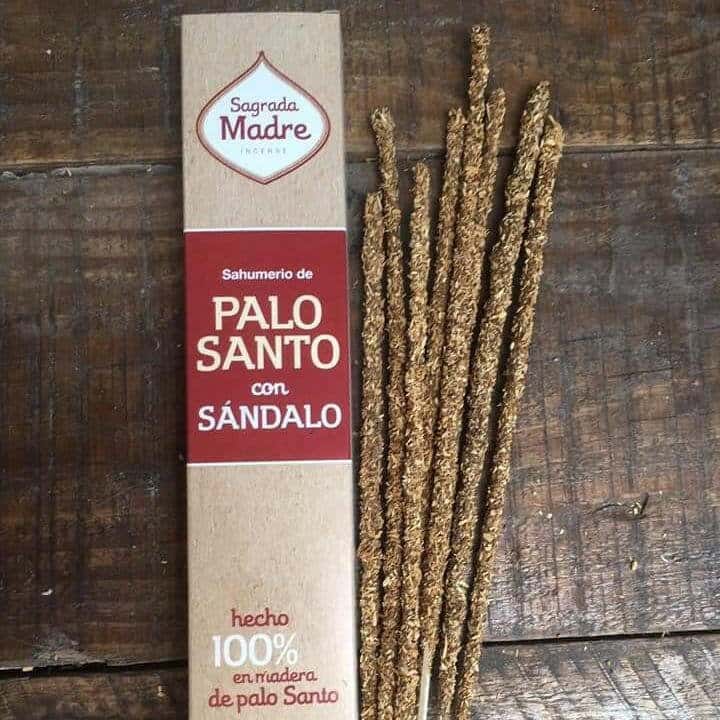 Sagrada
Madre
INCENSE
Sahumerio de
PALO
SANTO
con
SÁNDALO
hecho
100%
en madera
de palo Santo